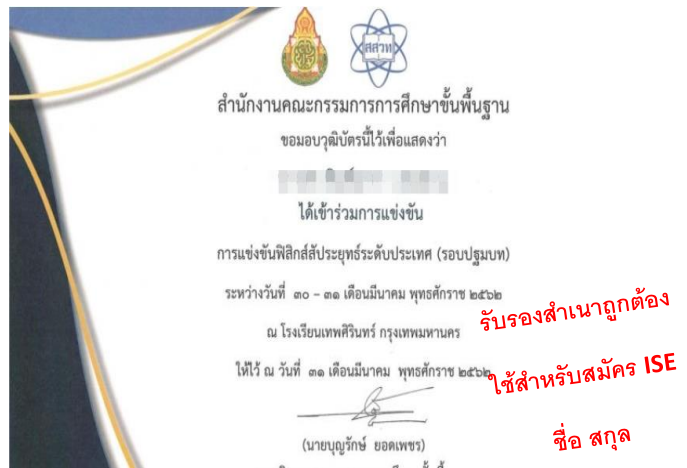 สสวท
สำนักงานคณะกรรมการการศึกษาขั้นพื้นฐาน
ขอมอบวุฒิบัตรนี้ไว้เพื่อแสดงว่า
ได้เข้าร่วมการแข่งขัน
การแข่งขันฟิสิกส์สัประยุทธ์ระดับประเทศ (รอบปฐมบท)
ระหว่างวันที่ ๓๐ – ๓๑ เดือนมีนาคม พุทธศักราช ๒๕๖๒
ณ โรงเรียนเทพศิรินทร์ กรุงเทพมหานคร
ให้ไว้ ณ วันที่ ๓๑ เดือนมีนาคม พุทธศักราช ๒๕๖๒
(นายบุญรักษ์ ยอดเพชร)
รับรองสำเนาถูกต้อง
ใช้สำหรับสมัคร ISE
ชื่อ สกุล